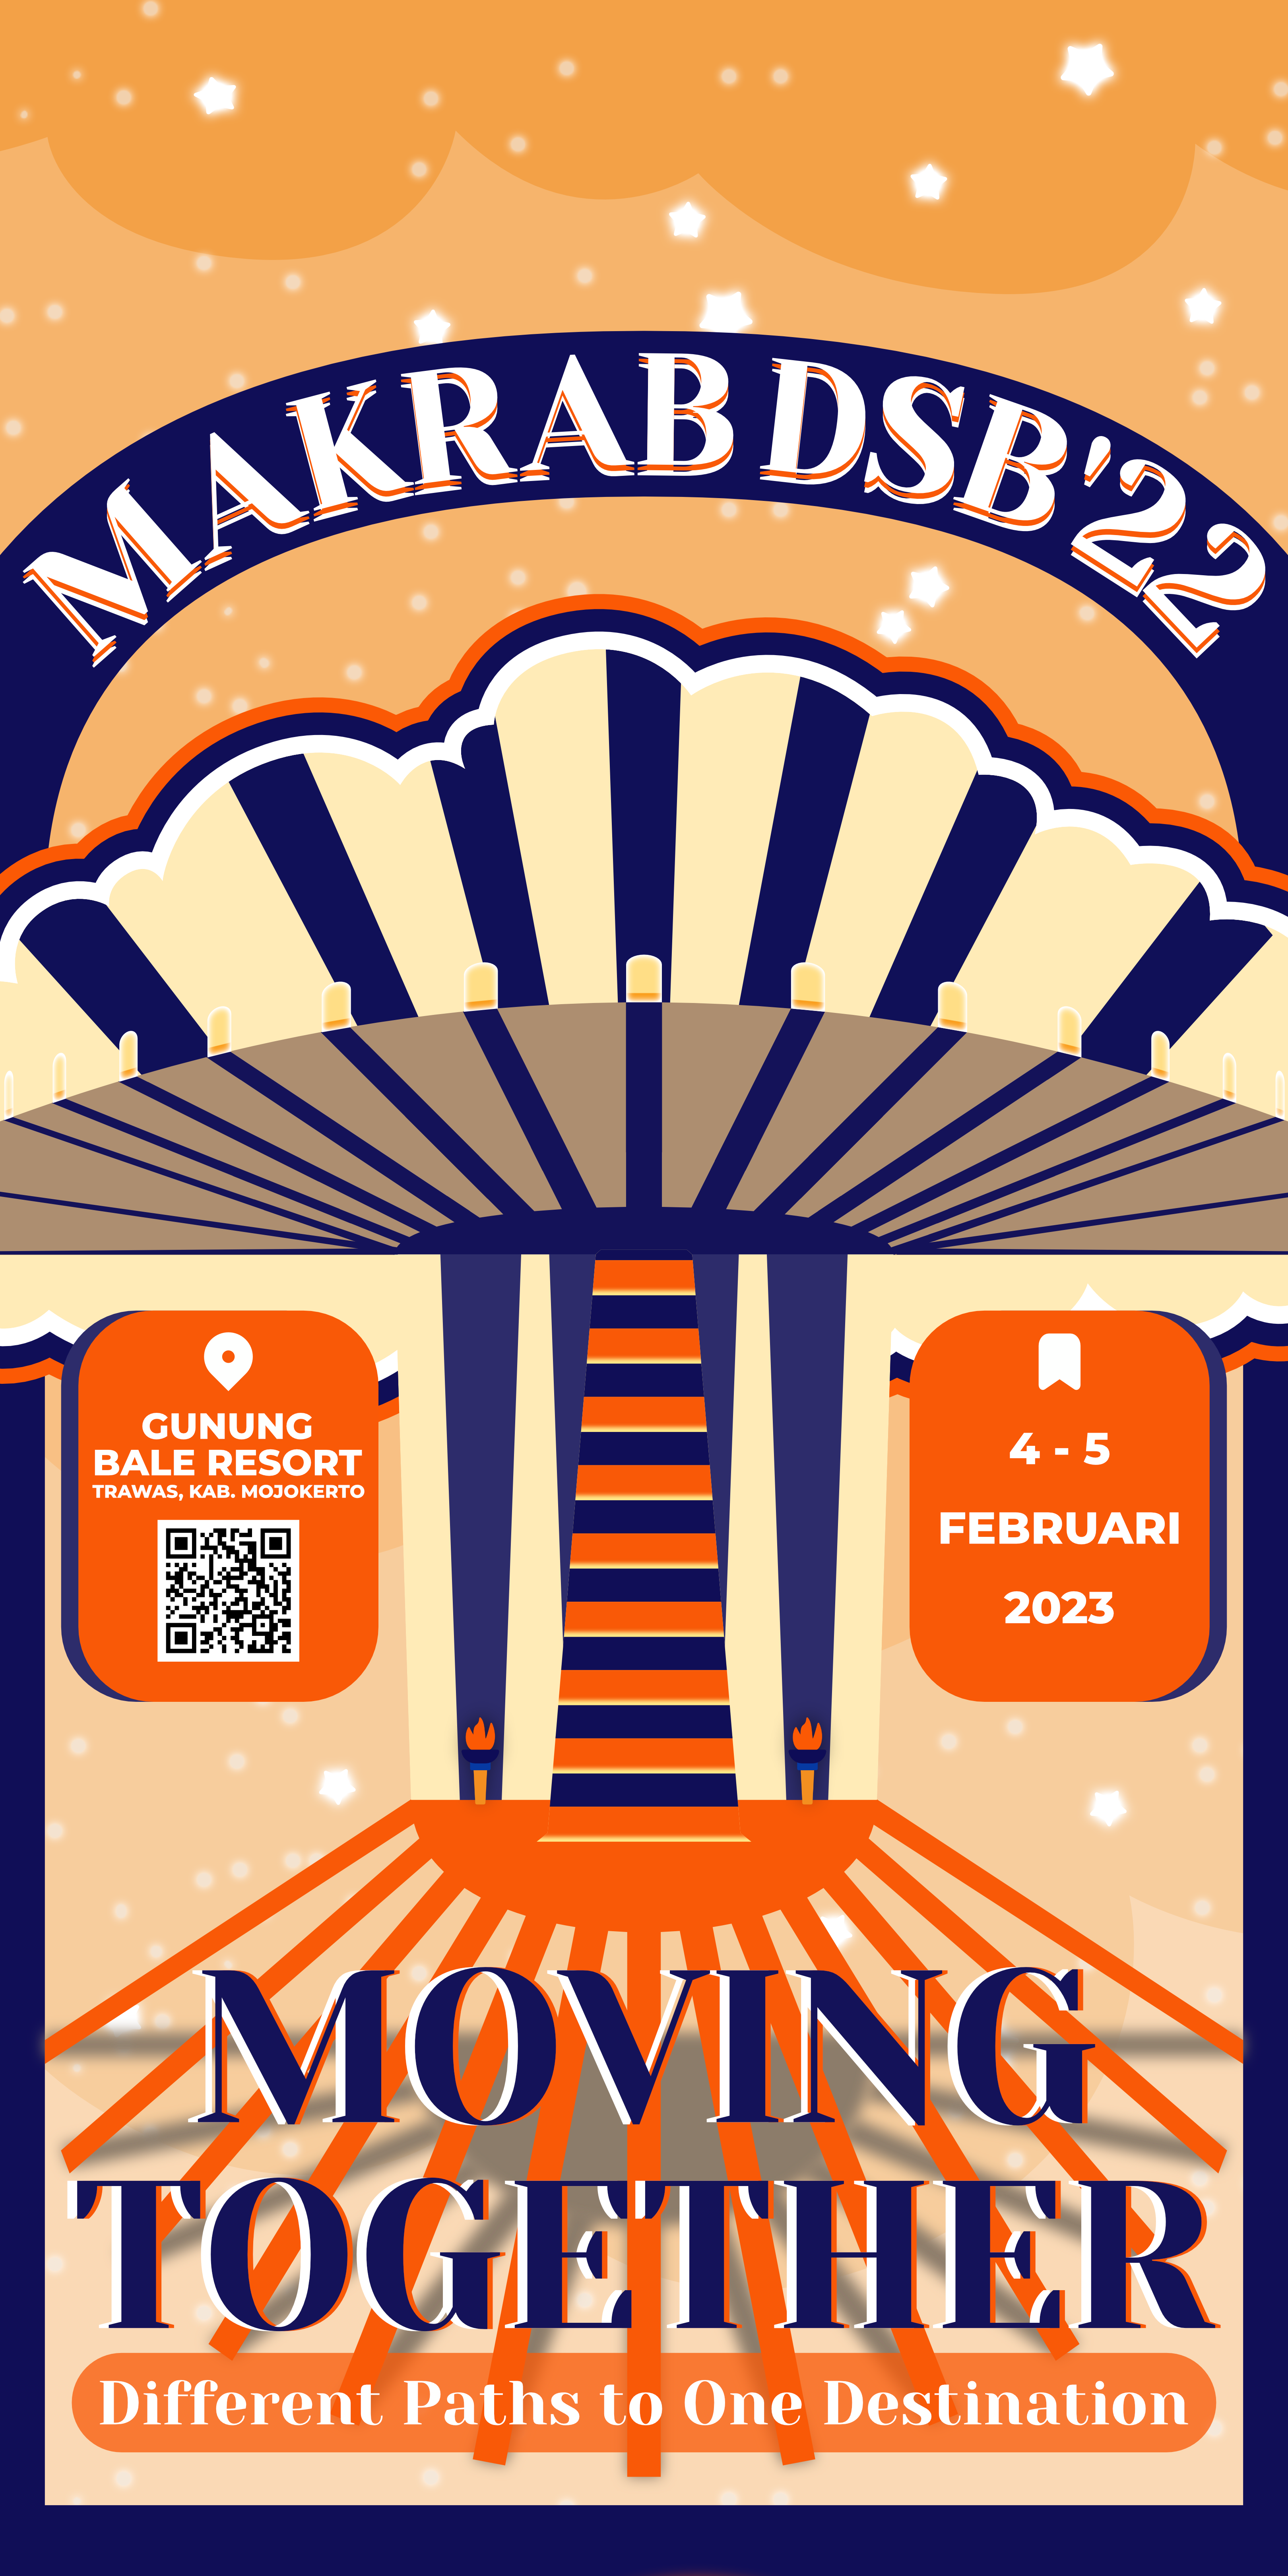 MAKRAB DSB'22
GUNUNG
BALE RESORT
TRAWAS, KAB. MOJOKERTO
4 - 5
FEBRUARI
2023
MOVING
TOGETHER
Different Paths to One Destination